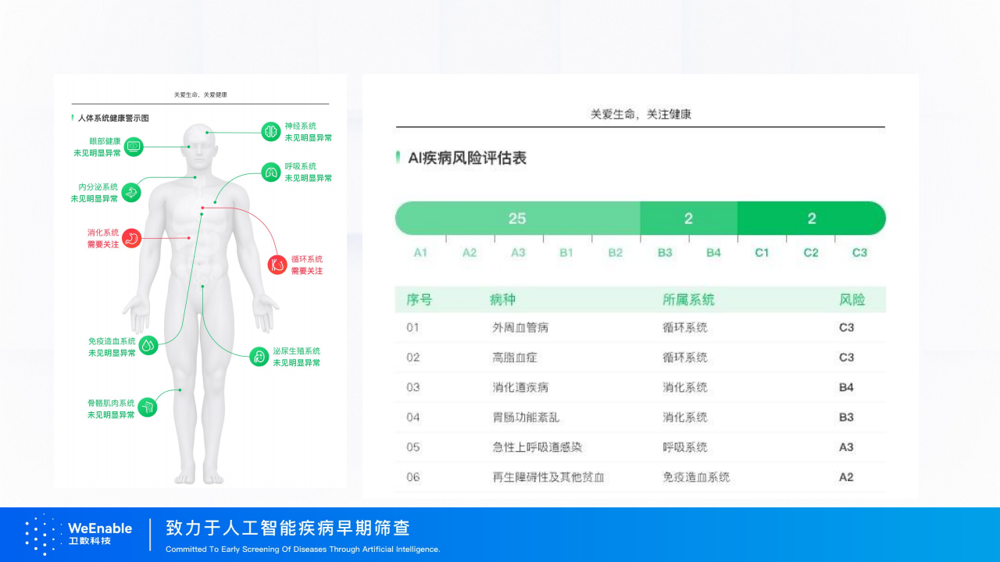 关爱生命，关爱健康
人体系统健康警示图
神经系统
未见明显异常
眼部健康
未见明显异常
呼吸系统
未见明显异常
内分泌系统
未见明显异常
消化系统
需要关注
循环系统
需要关注
免疫造血系统
未见明显异常
泌尿生殖系统
未见明显异常
骨骼肌肉系统
未见明显异常
关爱生命，关注健康
AI疾病风险评估表
25 2 2
A1 A2 A3 B1 B2 B3 B4 C1 C2 C3
序号 病种 所属系统 风险
01 外周血管病 循环系统 C3
02 高脂血症 循环系统 C3
03 消化道疾病 消化系统 B4
04 胃肠功能紊乱 消化系统 B3
05 急性上呼吸道感染 呼吸系统 A3
06 再生障碍性及其他贫血 免疫造血系统 A2
WeEnable
卫数科技
致力于人工智能疾病早期筛查
Committed To Early Screening Of Diseases Through Artificial Intelligence.